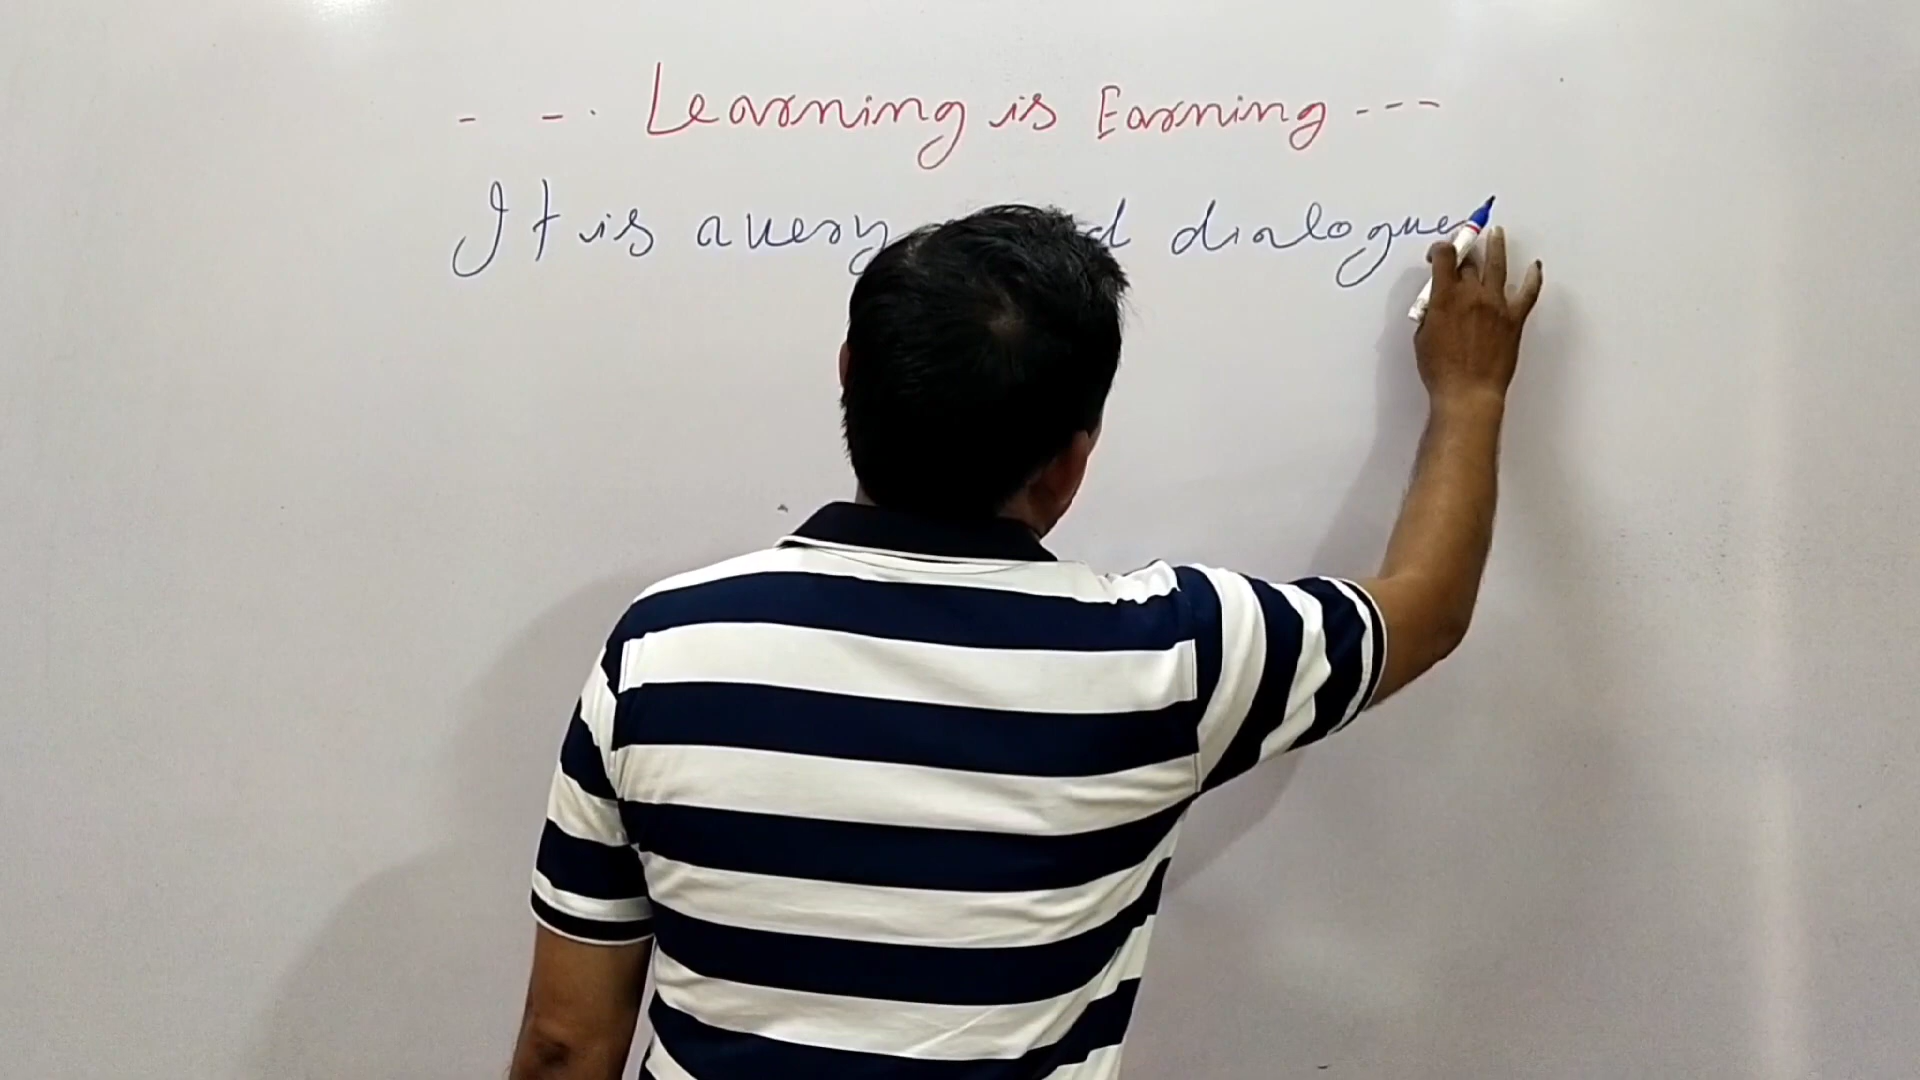 - - . Learning is Earning ---
It is a very dialogue